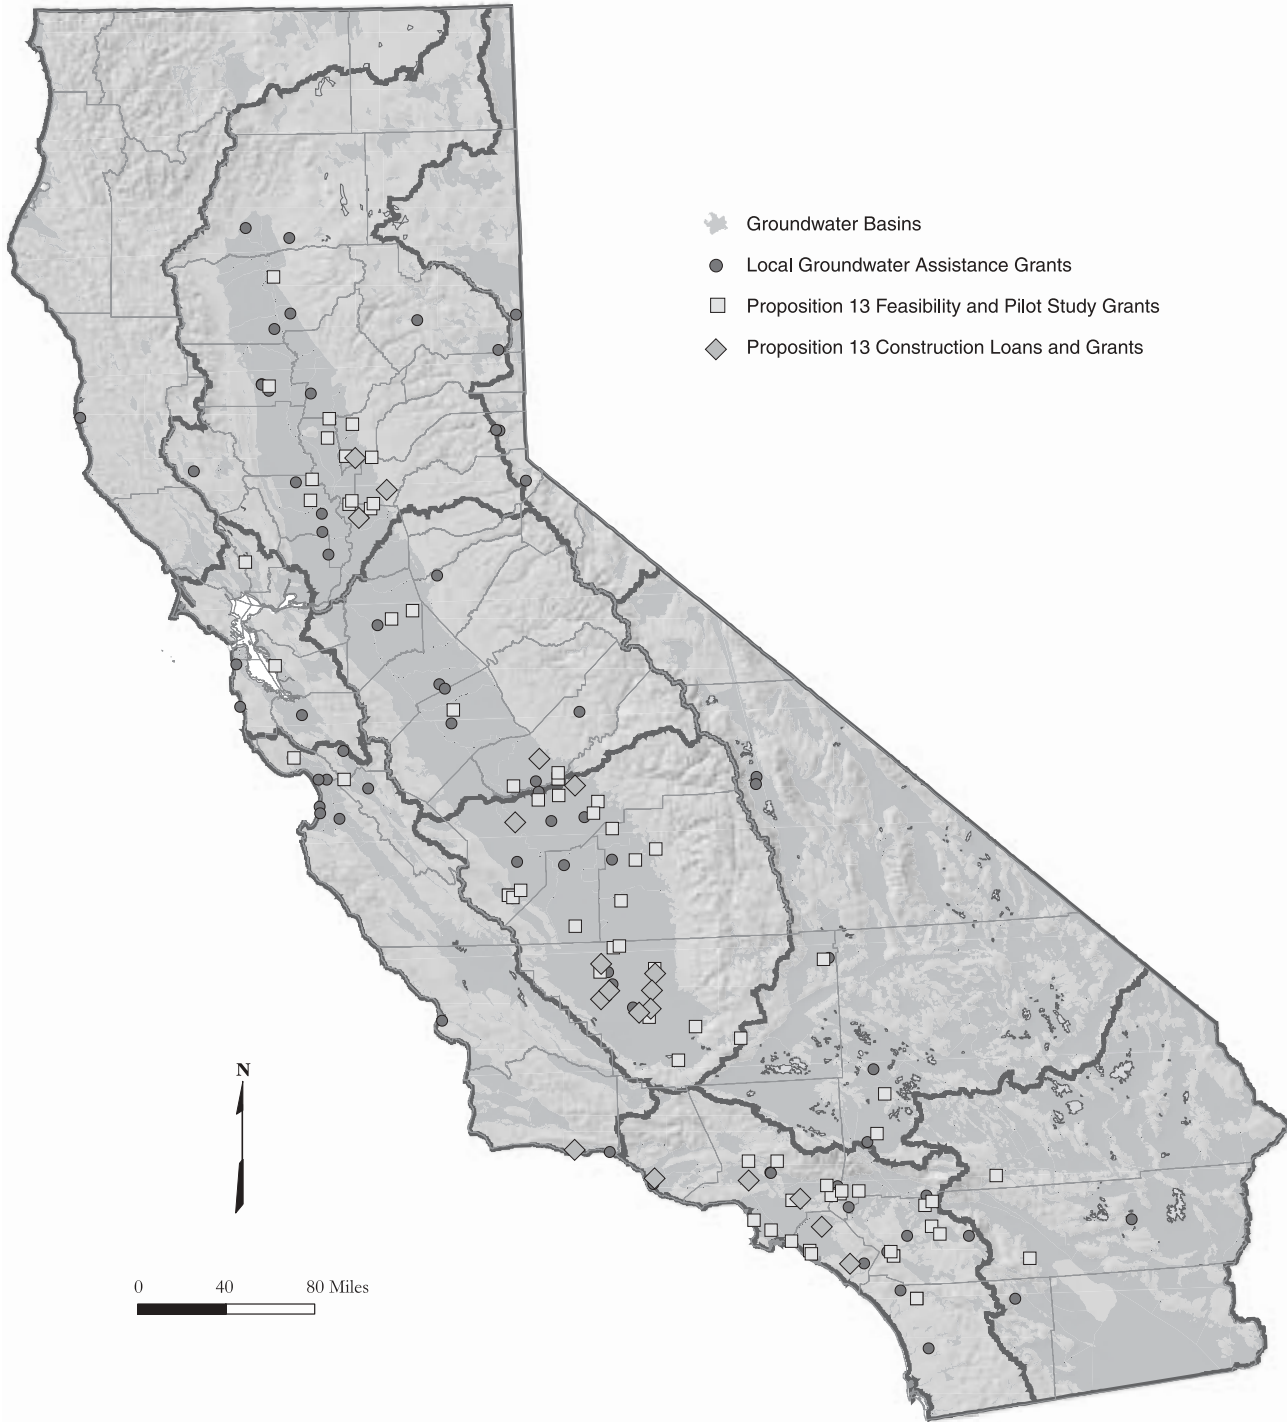 Groundwater Basins
Local Groundwater Assistance Grants
Proposition 13 Feasibility and Pilot Study Grants
Proposition 13 Construction Loans and Grants
N
0 40 80 Miles